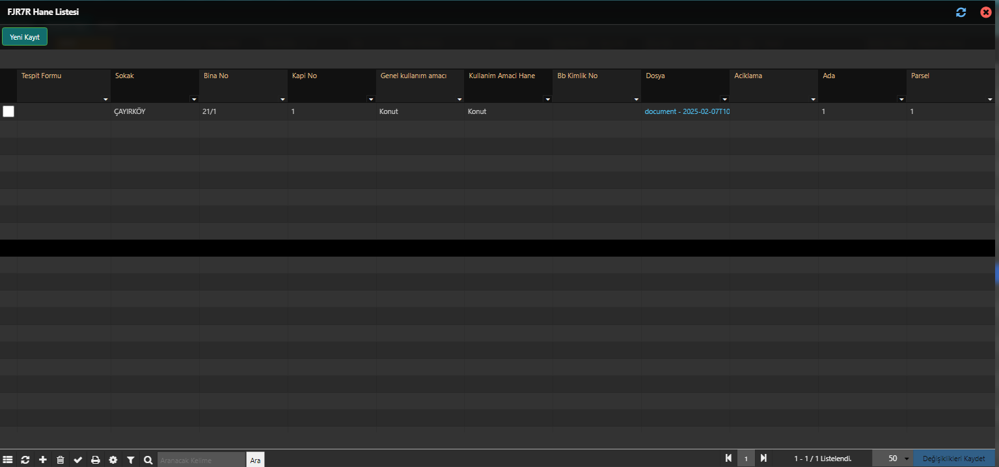 FJR7R Hane Listesi
Yeni Kayıt
Tespit Formu Sokak Bina No Kapi No Genel kullanım amacı Kullanim Amaci Hane Bb Kimlik No Dosya Aciklama Ada Parsel
ÇAYIRKÖY 21/1 1 Konut Konut document - 2025-02-07T10 1 1
Aranacak Kelime Ara 1 1 - 1 / 1 Listelendi. 50 Değişiklikleri Kaydet